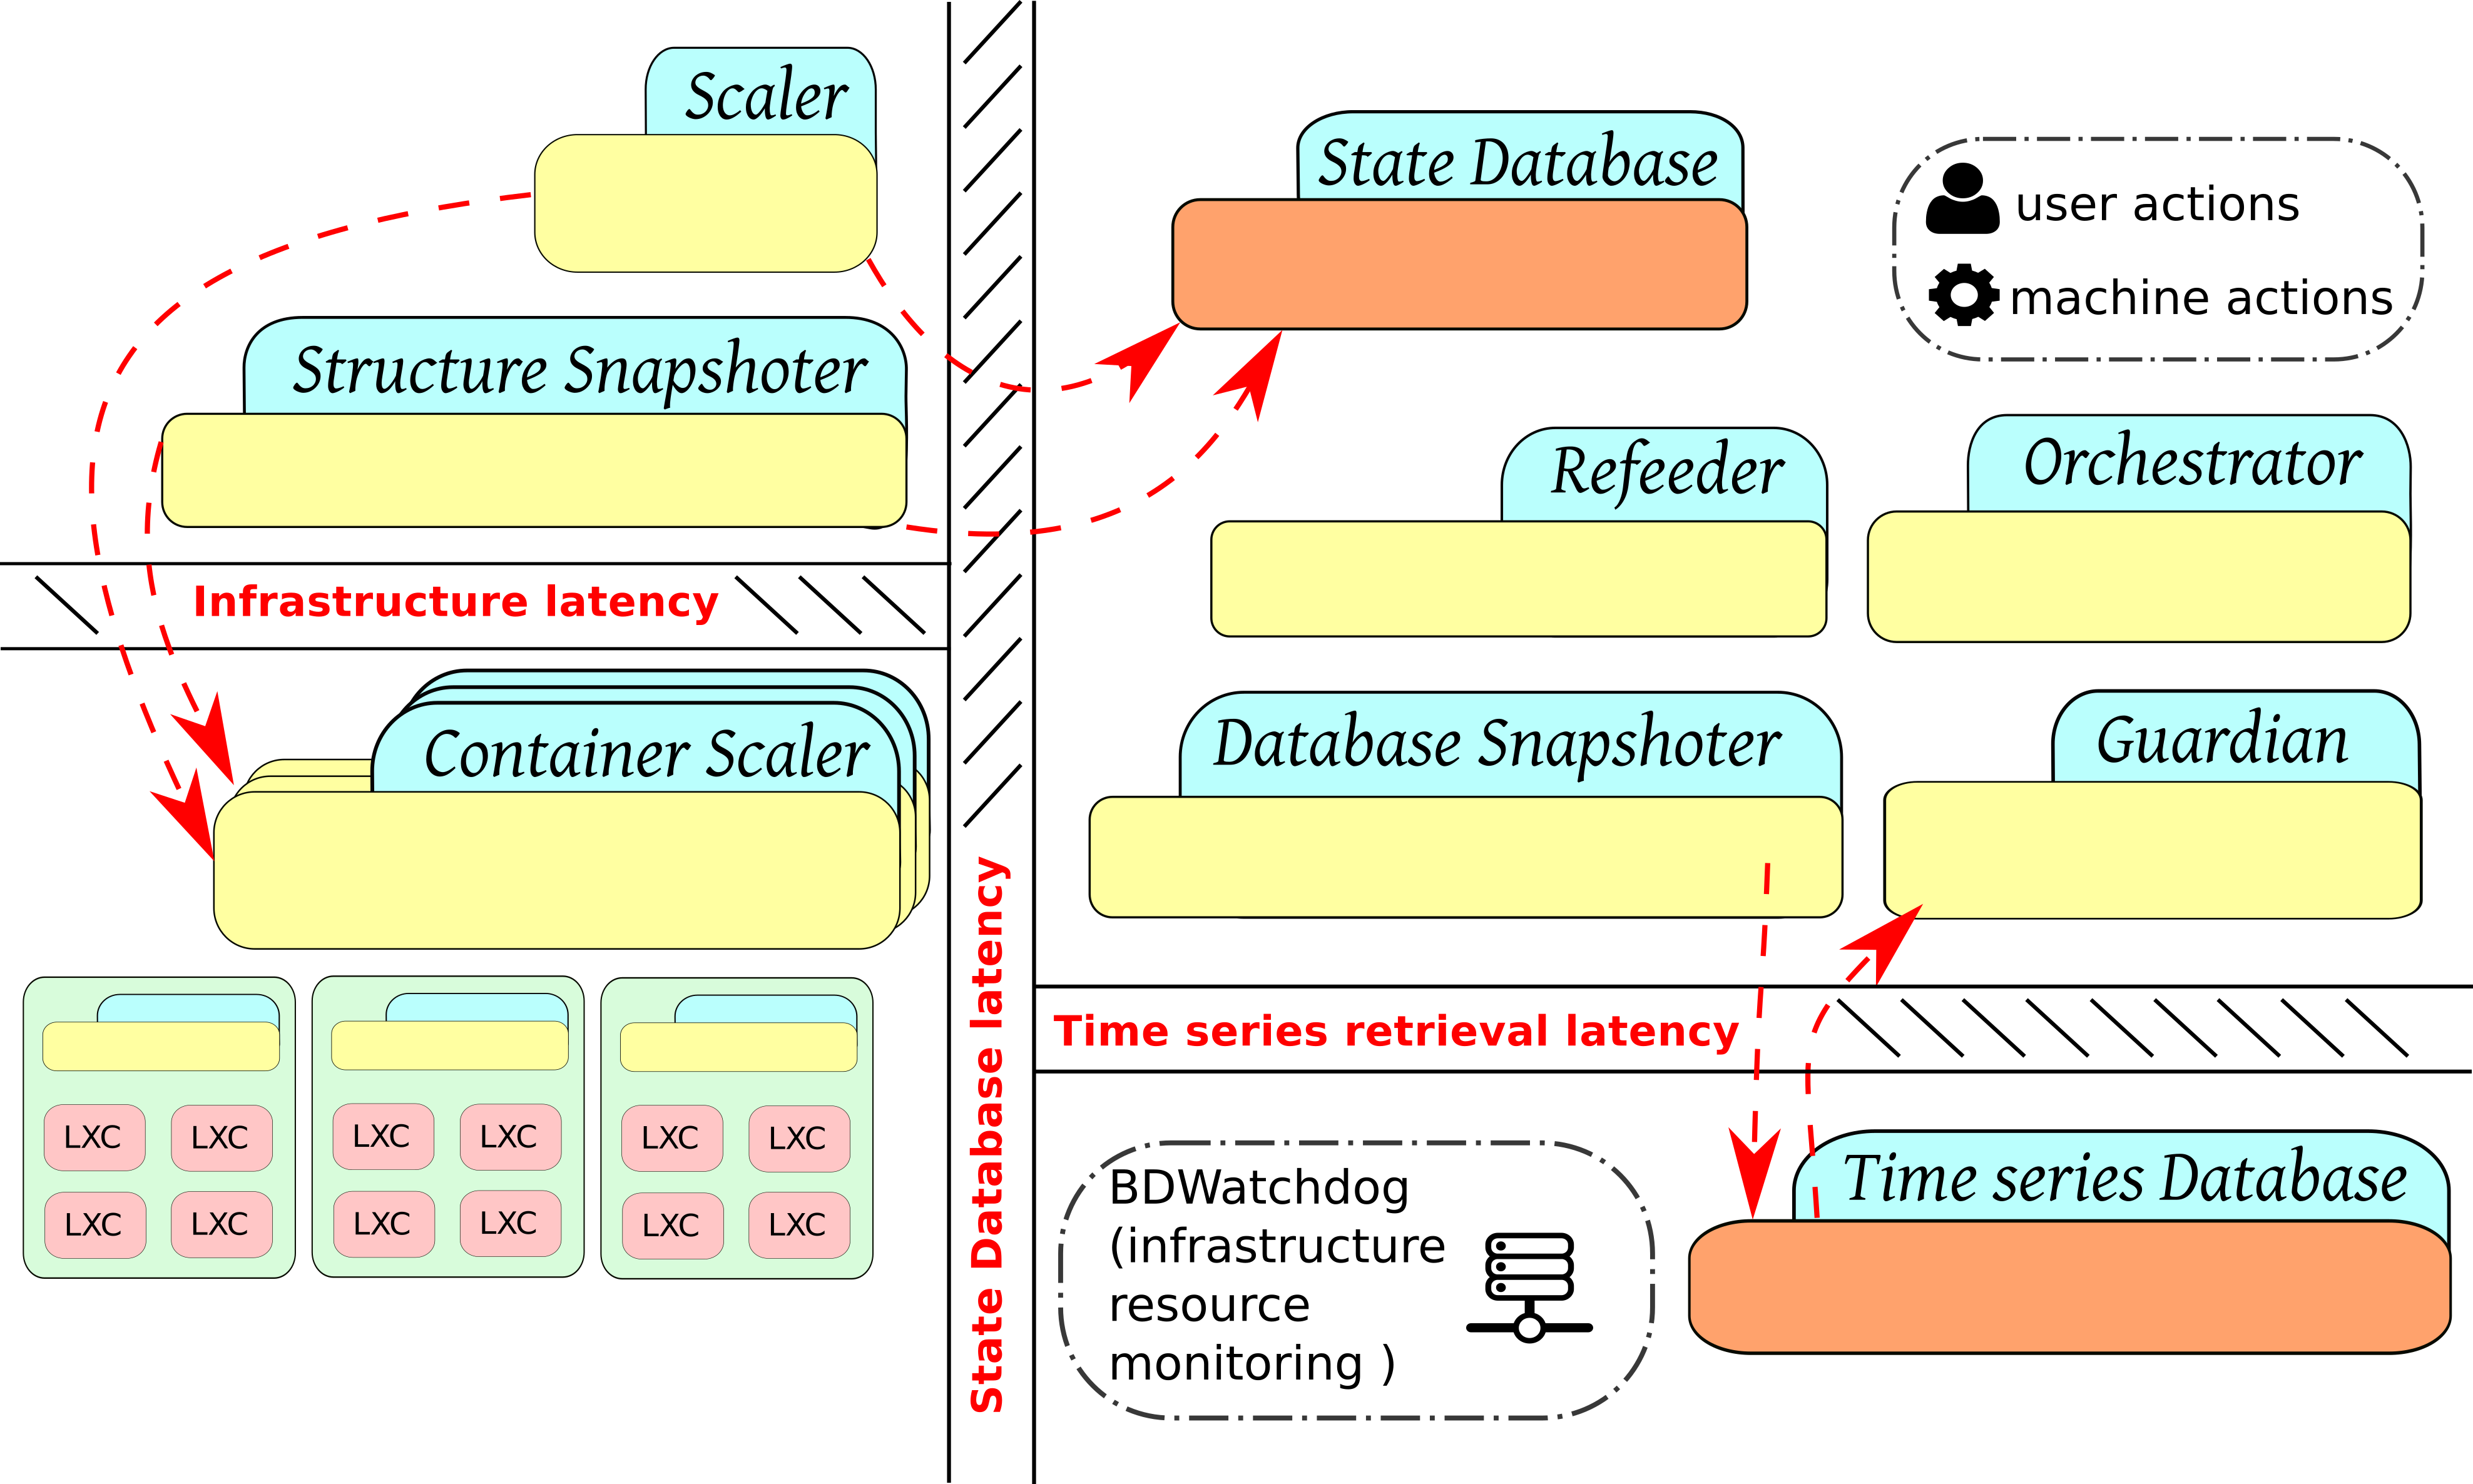 Scaler
State Database
user actions
machine actions
Structure Snapshoter
Refeeder
Orchestrator
Infrastructure latency
Container Scaler
Database Snapshoter
Guardian
State Database latency
Time series retrieval latency
LXC LXC LXC LXC LXC LXC
LXC LXC LXC LXC LXC LXC
BDWatchdog
(infrastructure
resource
monitoring )
Time series Database